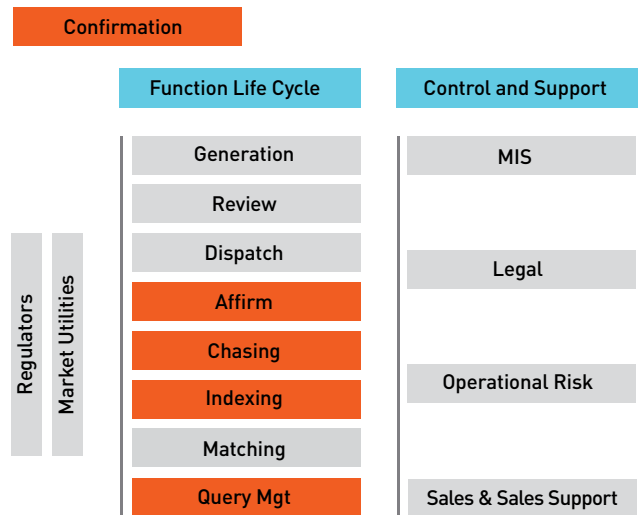 Confirmation
Function Life Cycle
Control and Support
Generation
Review
Dispatch
Affirm
Chasing
Indexing
Matching
Query Mgt
MIS
Legal
Operational Risk
Sales & Sales Support
Regulators
Market Utilities